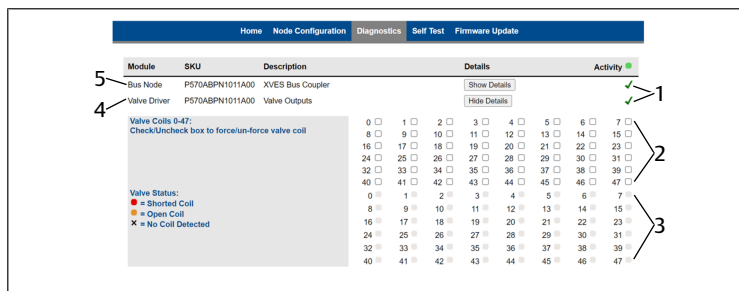 Home Node Configuration Diagnostics Self Test Firmware Update
Module SKU Description Details Activity
5 Bus Node P570ABPN1011A00 XVES Bus Coupler Show Details
1
4 Valve Driver P570ABPN1011A00 Valve Outputs Hide Details
Valve Coils 0-47: 0 1 2 3 4 5 6 7
Check/Uncheck box to force/un-force valve coil 8 9 10 11 12 13 14 15
16 17 18 19 20 21 22 23
2
24 25 26 27 28 29 30 31
32 33 34 35 36 37 38 39
40 41 42 43 44 45 46 47
Valve Status: 0 1 2 3 4 5 6 7
= Shorted Coil 8 9 10 11 12 13 14 15
= Open Coil
× = No Coil Detected 16 17 18 19 20 21 22 23
3
24 25 26 27 28 29 30 31
32 33 34 35 36 37 38 39
40 41 42 43 44 45 46 47